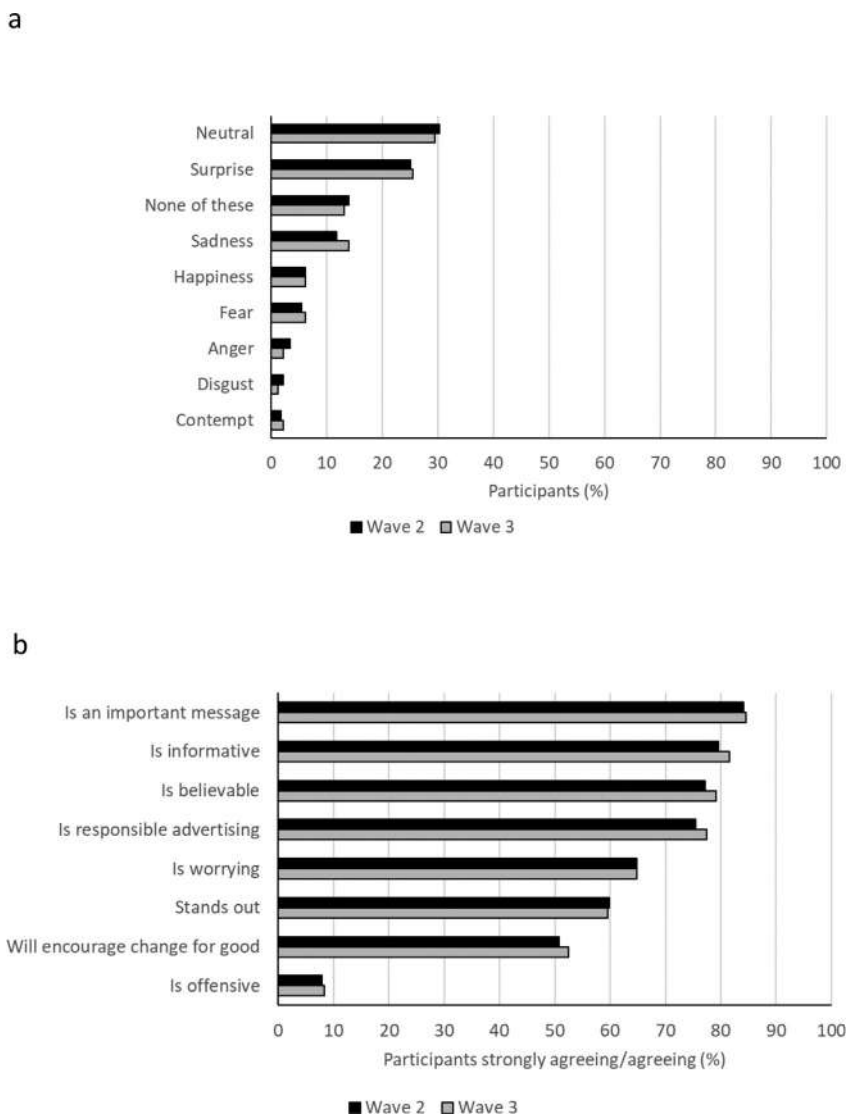 a
Neutral
Surprise
None of these
Sadness
Happiness
Fear
Anger
Disgust
Contempt
0 10 20 30 40 50 60 70 80 90 100
Participants (%)
Wave 2 Wave 3
b
Is an important message
Is informative
Is believable
Is responsible advertising
Is worrying
Stands out
Will encourage change for good
Is offensive
0 10 20 30 40 50 60 70 80 90 100
Participants strongly agreeing/agreeing (%)
Wave 2 Wave 3